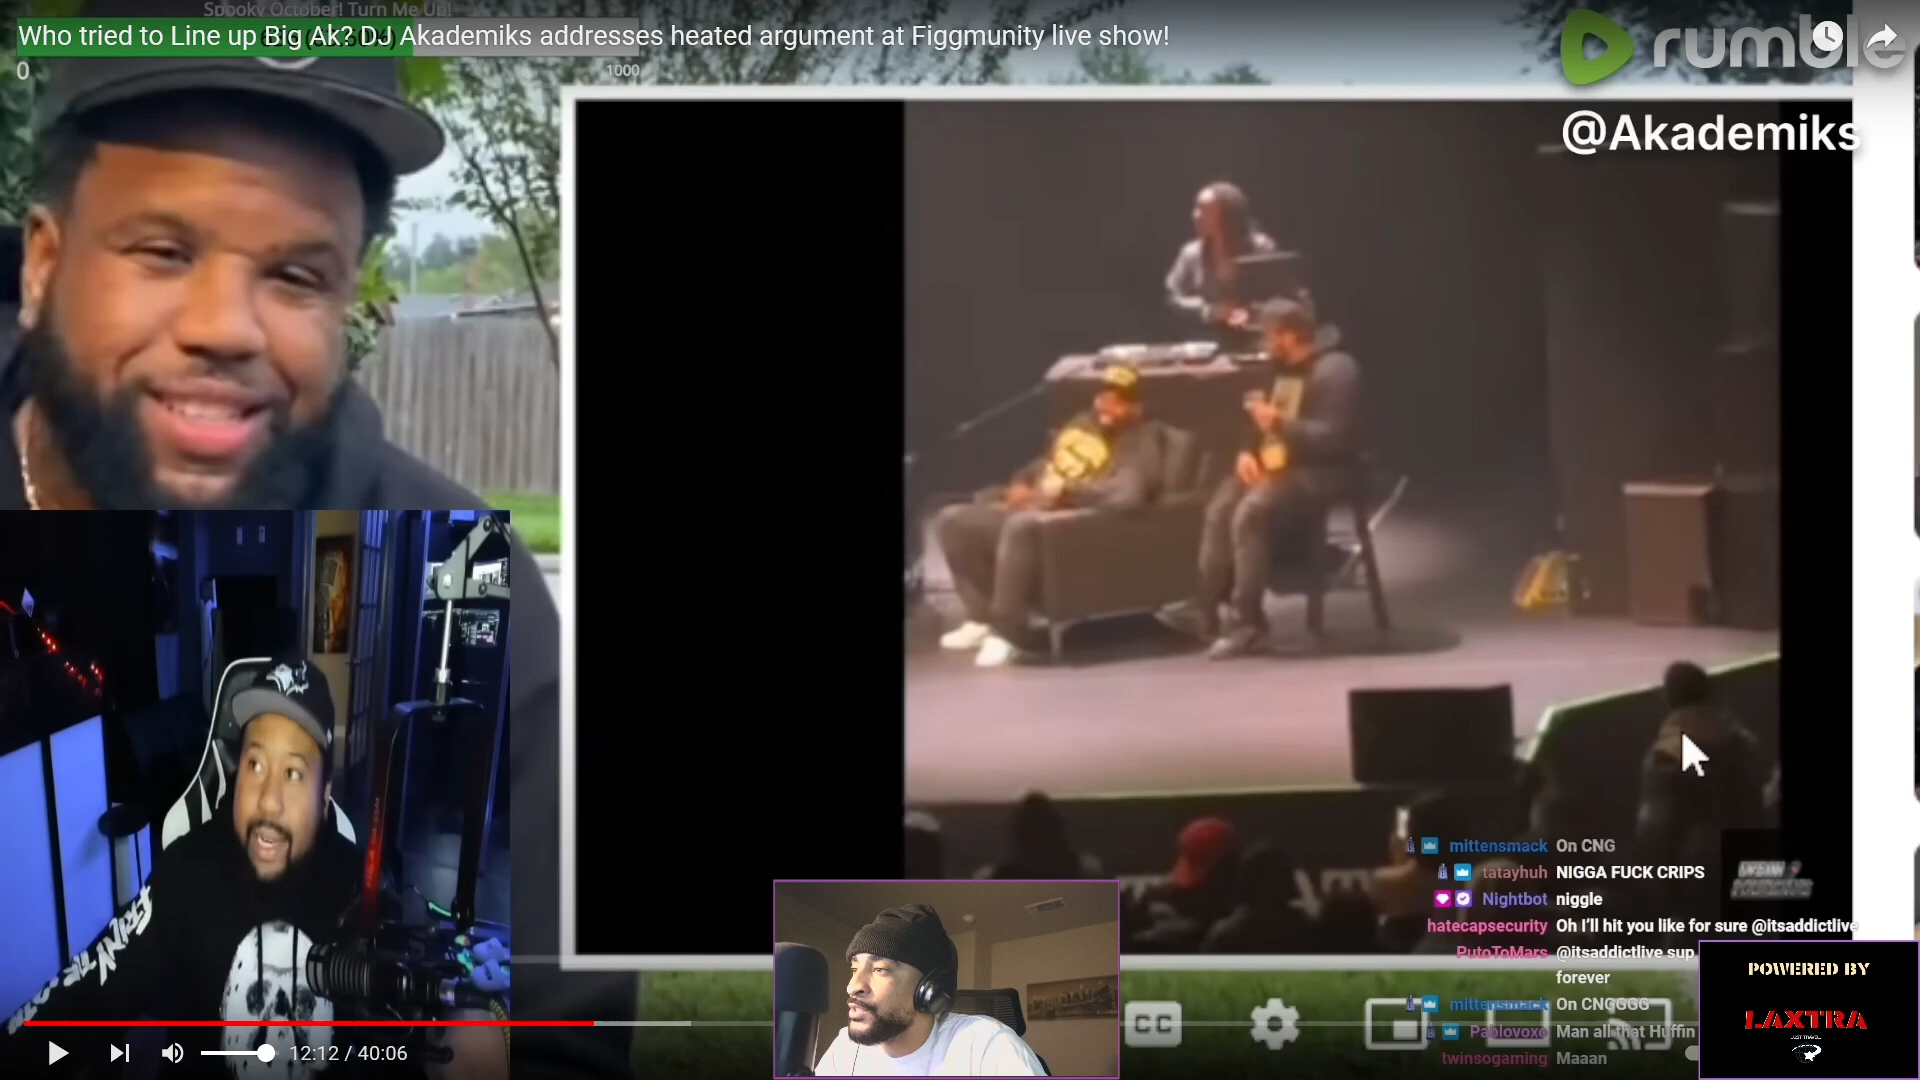 Spooky October! Turn Me Up!
Who tried to Line up Big Ak? DJ Akademiks addresses heated argument at Figgmunity live show!
0
1000
rumble
@Akademiks
mittensmack On CNG
tatayhuh NIGGA FUCK CRIPS
Nightbot niggle
hatecapsecurity Oh I'll hit you like for sure @itsaddictlive
PutoToMars @itsaddictlive sup
forever
mittensmack On CNGGGG
Pablovoxo Man all that Huffin
twinsogaming Maaan
POWERED BY
LAXTRA
CC
12:12 / 40:06